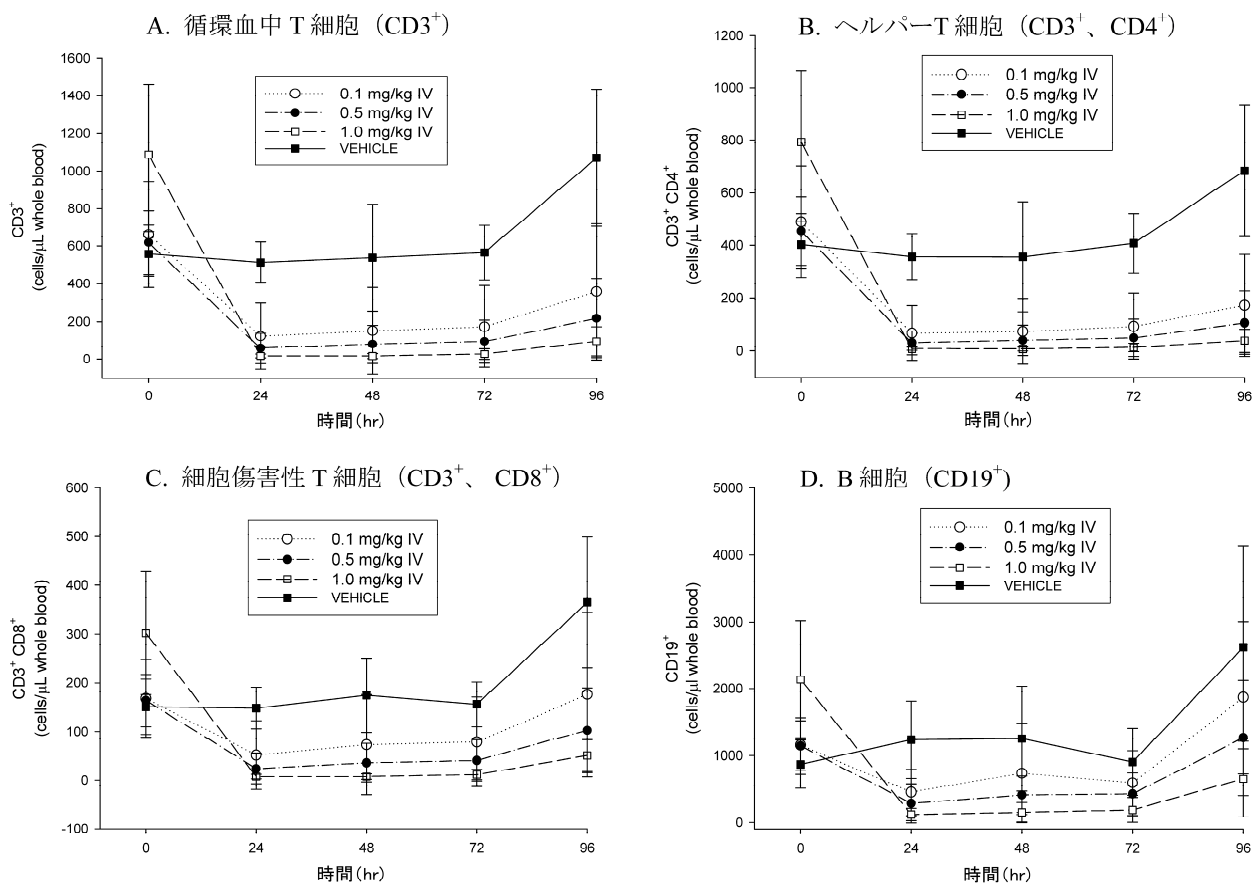 A. 循環血中 T 細胞（CD3+）
1600
1400
1200
1000
800
600
400
200
0
CD3+
(cells/μL whole blood)
0.1 mg/kg IV
0.5 mg/kg IV
1.0 mg/kg IV
VEHICLE
0 24 48 72 96
時間(hr)
B. ヘルパーT 細胞（CD3+、CD4+）
1200
1000
800
600
400
200
0
CD3+ CD4+
(cells/μL whole blood)
0.1 mg/kg IV
0.5 mg/kg IV
1.0 mg/kg IV
VEHICLE
0 24 48 72 96
時間(hr)
C. 細胞傷害性 T 細胞（CD3+、 CD8+）
600
500
400
300
200
100
0
-100
CD3+ CD8+
(cells/μL whole blood)
0.1 mg/kg IV
0.5 mg/kg IV
1.0 mg/kg IV
VEHICLE
0 24 48 72 96
時間(hr)
D. B 細胞（CD19+)
5000
4000
3000
2000
1000
0
CD19+
(cells/μl whole blood)
0.1 mg/kg IV
0.5 mg/kg IV
1.0 mg/kg IV
VEHICLE
0 24 48 72 96
時間(hr)